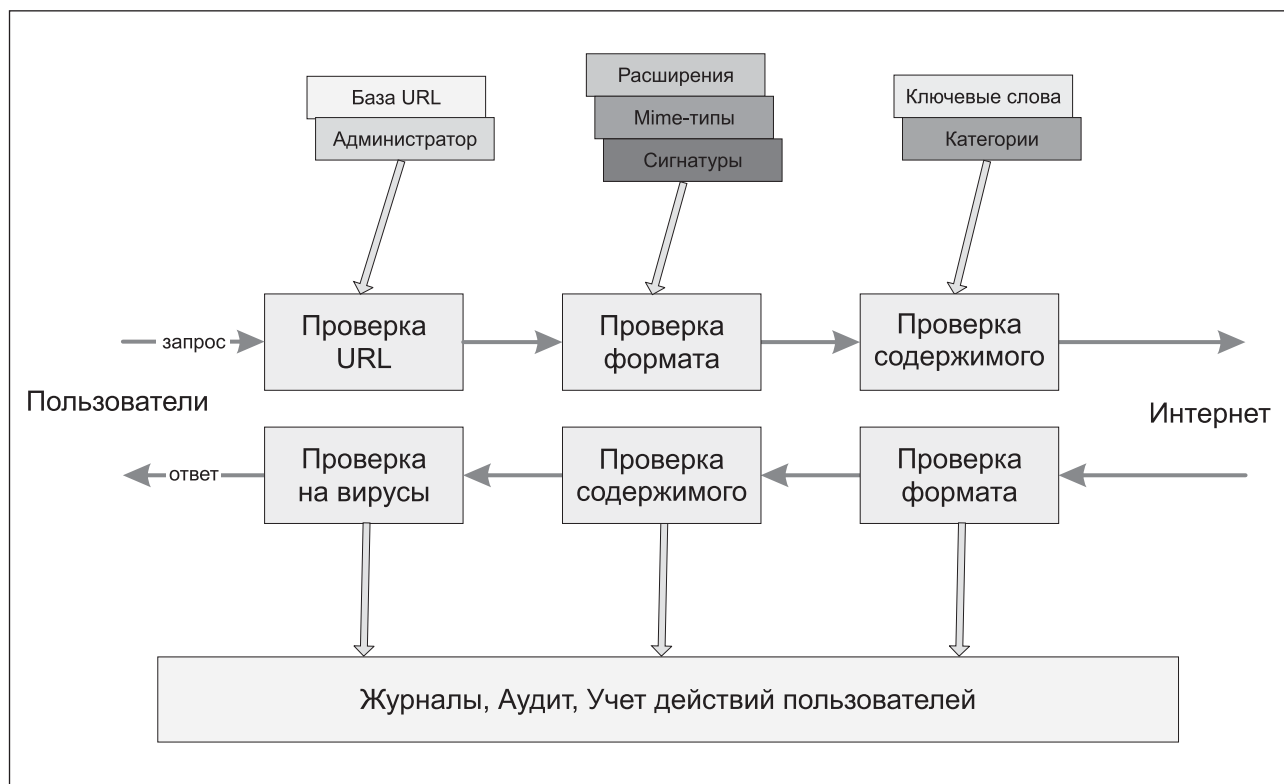 База URL
Администратор
Расширения
Mime-типы
Сигнатуры
Ключевые слова
Категории
запрос
Проверка
URL
Проверка
формата
Проверка
содержимого
Пользователи
Интернет
ответ
Проверка
на вирусы
Проверка
содержимого
Проверка
формата
Журналы, Аудит, Учет действий пользователей